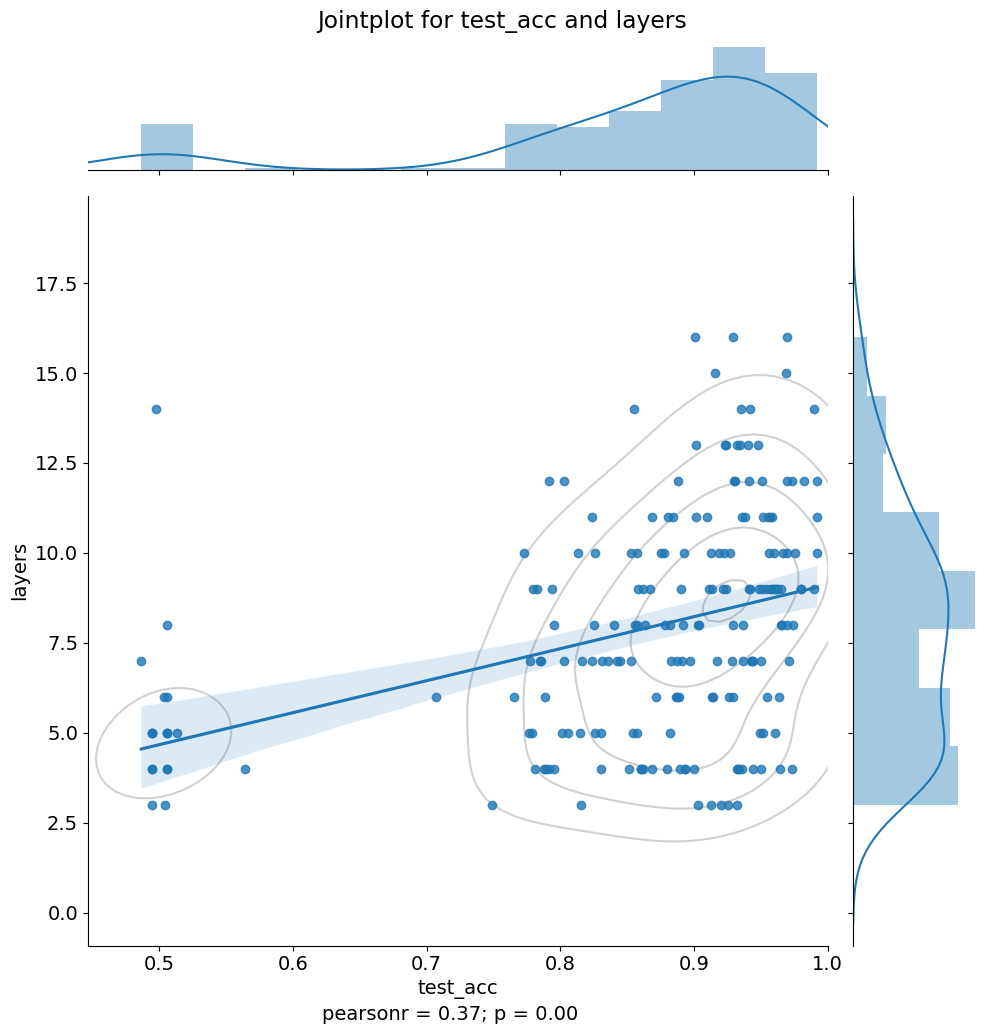 Jointplot for test_acc and layers
17.5
15.0
12.5
10.0
7.5
5.0
2.5
0.0
layers
0.5 0.6 0.7 0.8 0.9 1.0
test_acc
pearsonr = 0.37; p = 0.00